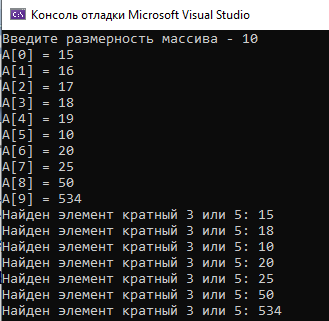 Консоль отладки Microsoft Visual Studio
Введите размерность массива - 10
A[0] = 15
A[1] = 16
A[2] = 17
A[3] = 18
A[4] = 19
A[5] = 10
A[6] = 20
A[7] = 25
A[8] = 50
A[9] = 534
Найден элемент кратный 3 или 5: 15
Найден элемент кратный 3 или 5: 18
Найден элемент кратный 3 или 5: 10
Найден элемент кратный 3 или 5: 20
Найден элемент кратный 3 или 5: 25
Найден элемент кратный 3 или 5: 50
Найден элемент кратный 3 или 5: 534